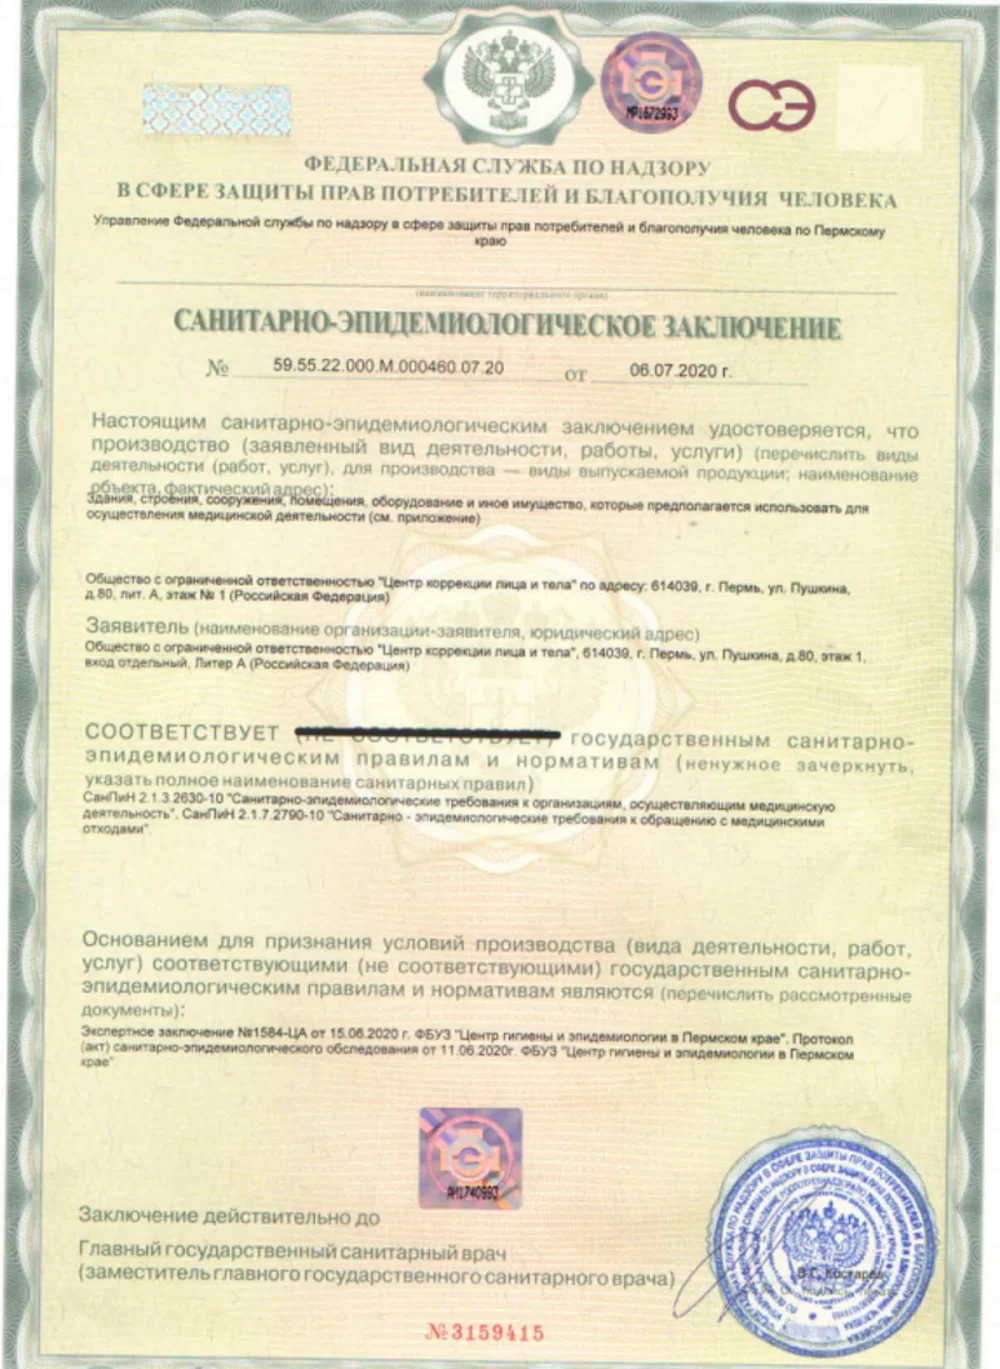 МР1672993
СЭ
ФЕДЕРАЛЬНАЯ СЛУЖБА ПО НАДЗОРУ
В СФЕРЕ ЗАЩИТЫ ПРАВ ПОТРЕБИТЕЛЕЙ И БЛАГОПОЛУЧИЯ ЧЕЛОВЕКА
Управление Федеральной службы по надзору в сфере защиты прав потребителей и благополучия человека по Пермскому
краю
(наименование территориального органа)
САНИТАРНО-ЭПИДЕМИОЛОГИЧЕСКОЕ ЗАКЛЮЧЕНИЕ
№ 59.55.22.000.М.000460.07.20 от 06.07.2020 г.
Настоящим санитарно-эпидемиологическим заключением удостоверяется, что
производство (заявленный вид деятельности, работы, услуги) (перечислить виды
деятельности (работ, услуг), для производства — виды выпускаемой продукции; наименование
объекта, фактический адрес):
Здания, строения, сооружения, помещения, оборудование и иное имущество, которые предполагается использовать для
осуществления медицинской деятельности (см. приложение)
Общество с ограниченной ответственностью "Центр коррекции лица и тела" по адресу: 614039, г. Пермь, ул. Пушкина,
д.80, лит. А, этаж № 1 (Российская Федерация)
Заявитель (наименование организации-заявителя, юридический адрес)
Общество с ограниченной ответственностью "Центр коррекции лица и тела", 614039, г. Пермь, ул. Пушкина, д.80, этаж 1,
вход отдельный, Литер А (Российская Федерация)
СООТВЕТСТВУЕТ (НЕ СООТВЕТСТВУЕТ) государственным санитарно-
эпидемиологическим правилам и нормативам (ненужное зачеркнуть,
указать полное наименование санитарных правил)
СанПиН 2.1.3.2630-10 "Санитарно-эпидемиологические требования к организациям, осуществляющим медицинскую
деятельность". СанПиН 2.1.7.2790-10 "Санитарно - эпидемиологические требования к обращению с медицинскими
отходами".
Основанием для признания условий производства (вида деятельности, работ,
услуг) соответствующими (не соответствующими) государственным санитарно-
эпидемиологическим правилам и нормативам являются (перечислить рассмотренные
документы):
Экспертное заключение №1584-ЦА от 15.06.2020 г. ФБУЗ "Центр гигиены и эпидемиологии в Пермском крае". Протокол
(акт) санитарно-эпидемиологического обследования от 11.06.2020г. ФБУЗ "Центр гигиены и эпидемиологии в Пермском
крае"
АИ1740993
Заключение действительно до
Главный государственный санитарный врач
(заместитель главного государственного санитарного врача)
В.Г. Костарев
№3159415